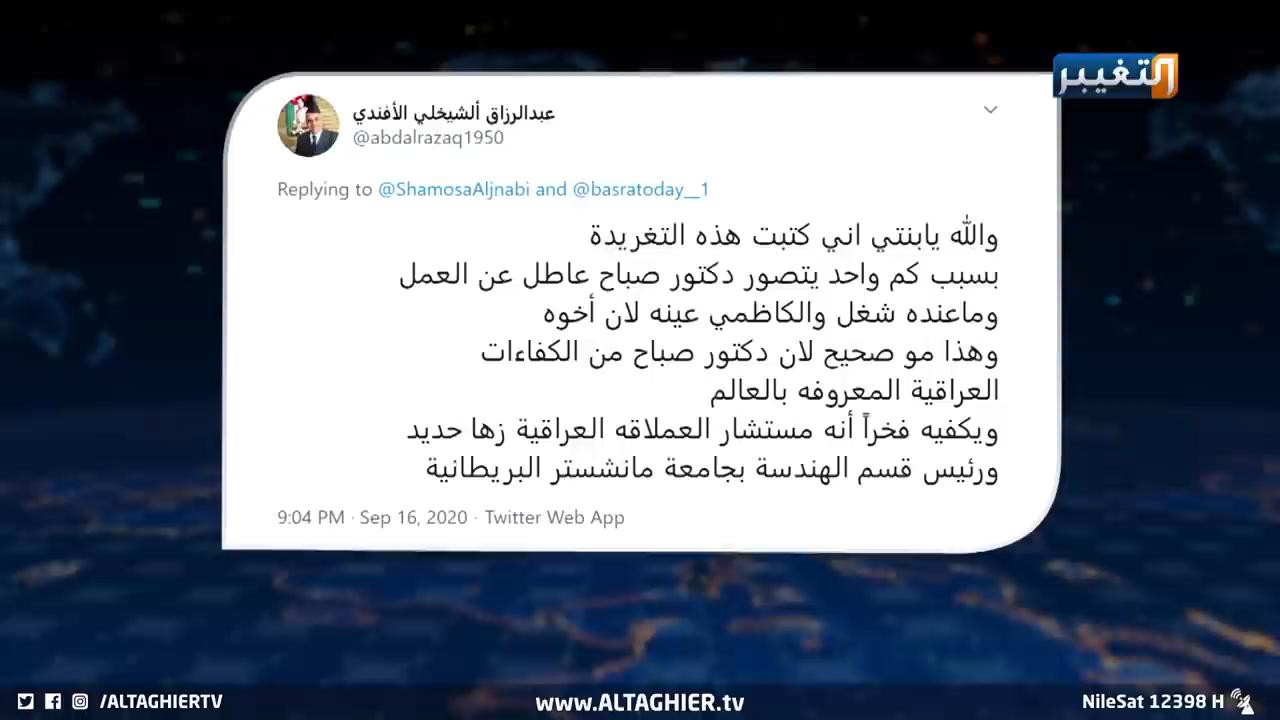 التغيير
عبدالرزاق ألشيخلي الأفندي
@abdalrazaq1950
Replying to @ShamosaAljnabi and @basratoday__1
والله يابنتي اني كتبت هذه التغريدة
بسبب كم واحد يتصور دكتور صباح عاطل عن العمل
وماعنده شغل والكاظمي عينه لان أخوه
وهذا مو صحيح لان دكتور صباح من الكفاءات
العراقية المعروفه بالعالم
ويكفيه فخراً أنه مستشار العملاقه العراقية زها حديد
ورئيس قسم الهندسة بجامعة مانشستر البريطانية
9:04 PM · Sep 16, 2020 · Twitter Web App
/ALTAGHIERTV
www.ALTAGHIER.tv
NileSat 12398 H